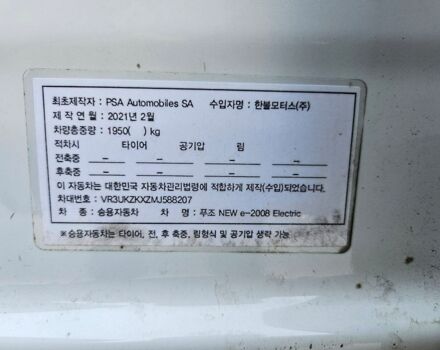 최초제작자 : PSA Automobiles SA 수입자명 : 한불모터스(주)
제 작 연 월 : 2021년 2월
차량총중량 : 1950( ) kg
적차시 타이어 공기압 림
전축중 – – – –
후축중 – – – –
이 자동차는 대한민국 자동차관리법령에 적합하게 제작(수입)되었습니다.
차대번호 : VR3UKZKXZMJ588207
차 종 : 승용자동차 차 명 : 푸조 NEW e-2008 Electric
※승용자동차는 타이어, 전, 후 축중, 림형식 및 공기압 생략 가능